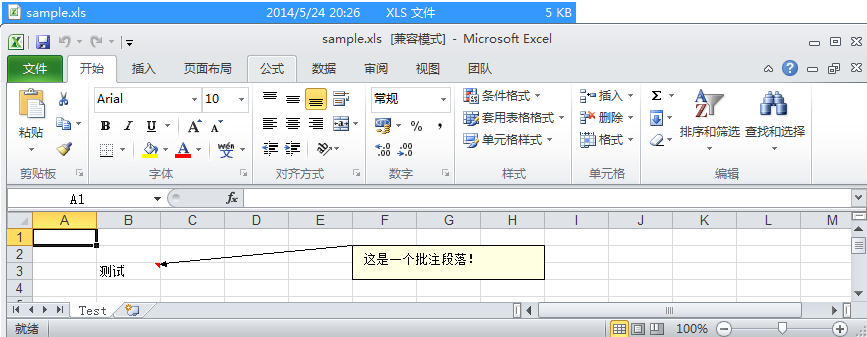 sample.xls 2014/5/24 20:26 XLS 文件 5 KB
sample.xls [兼容模式] - Microsoft Excel
文件 开始 插入 页面布局 公式 数据 审阅 视图 团队
Arial 10 常规 条件格式 插入 Σ
粘贴 B I U A A % , 套用表格格式 删除 排序和筛选 查找和选择
A wén 文 .00 .00 单元格样式 格式
剪贴板 字体 对齐方式 数字 样式 单元格 编辑
A1 fx
A B C D E F G H I J K L M
1
2 这是一个批注段落!
3 测试
4
Test
就绪 100%